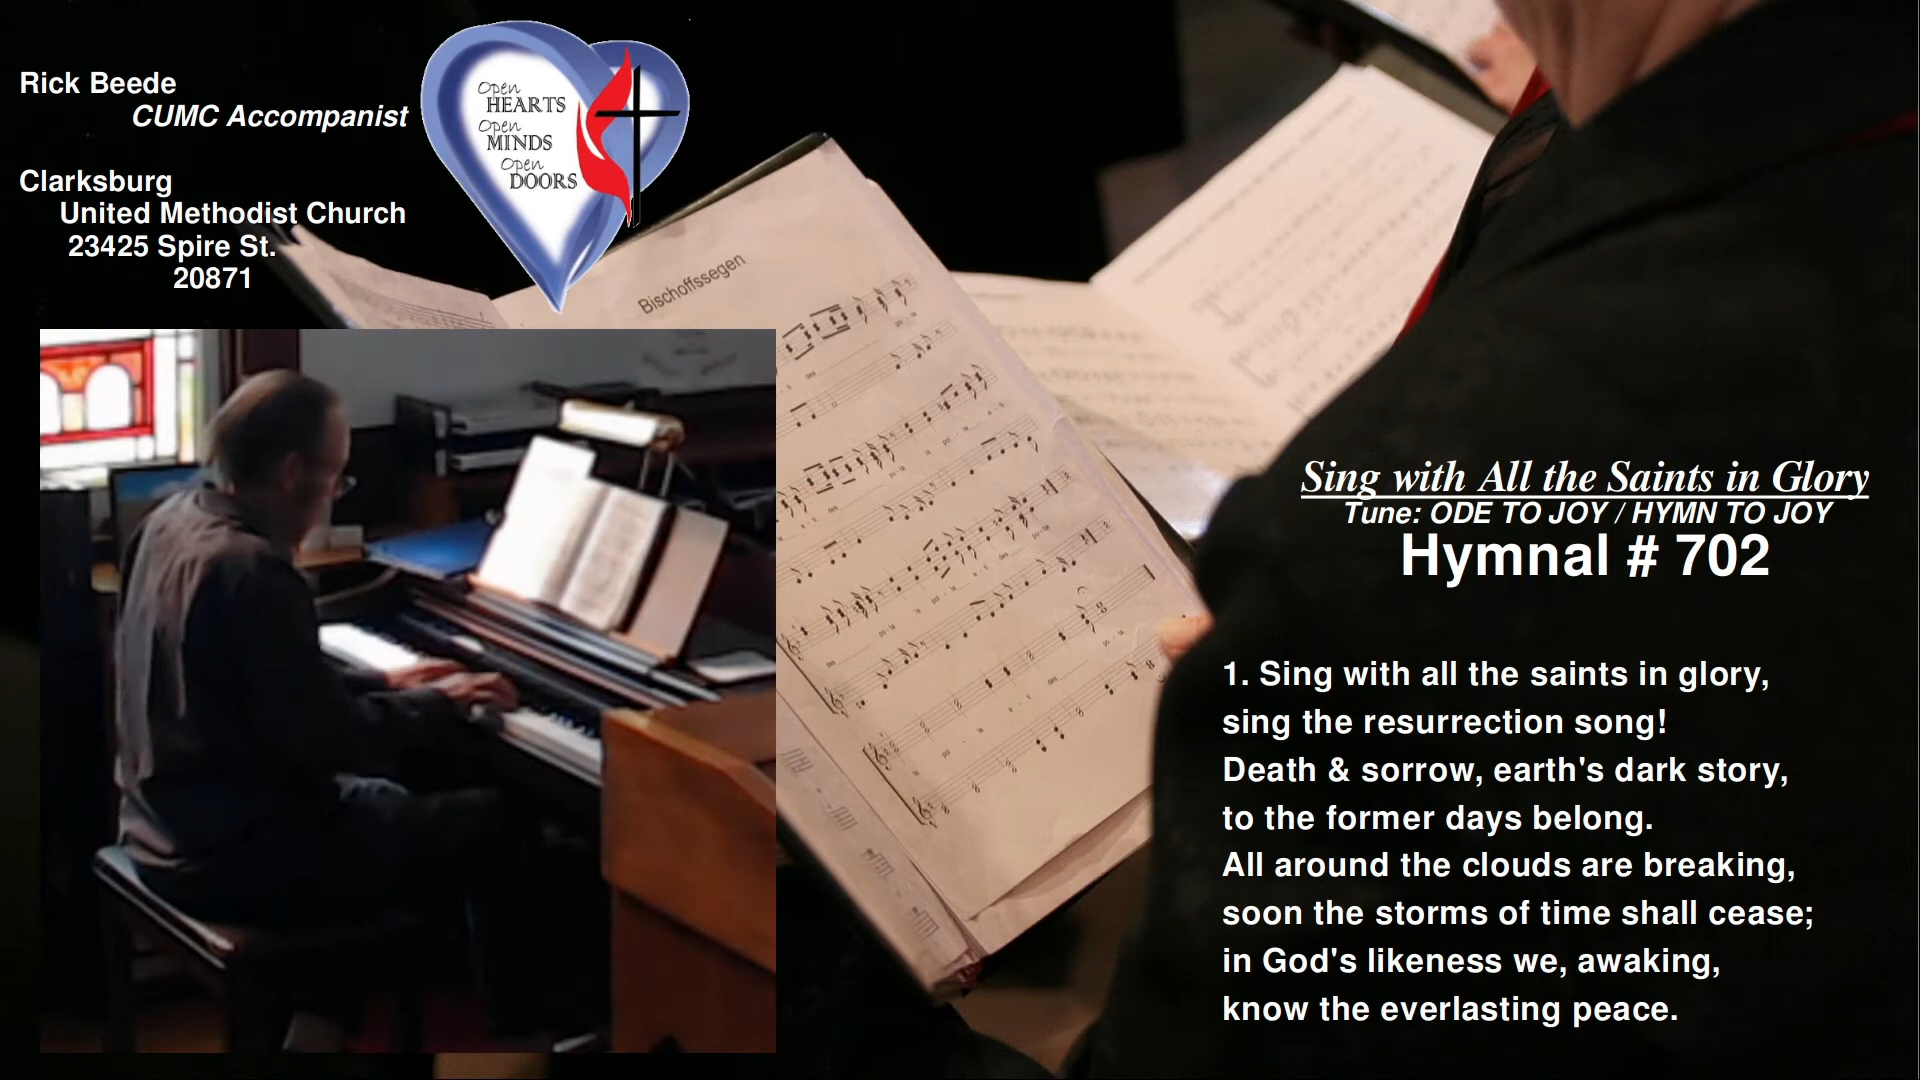 Rick Beede
CUMC Accompanist
Clarksburg
United Methodist Church
23425 Spire St.
20871
Open
HEARTS
Open
MINDS
Open
DOORS
Bischoffssegen
Sing with All the Saints in Glory
Tune: ODE TO JOY / HYMN TO JOY
Hymnal # 702
1. Sing with all the saints in glory,
sing the resurrection song!
Death & sorrow, earth's dark story,
to the former days belong.
All around the clouds are breaking,
soon the storms of time shall cease;
in God's likeness we, awaking,
know the everlasting peace.